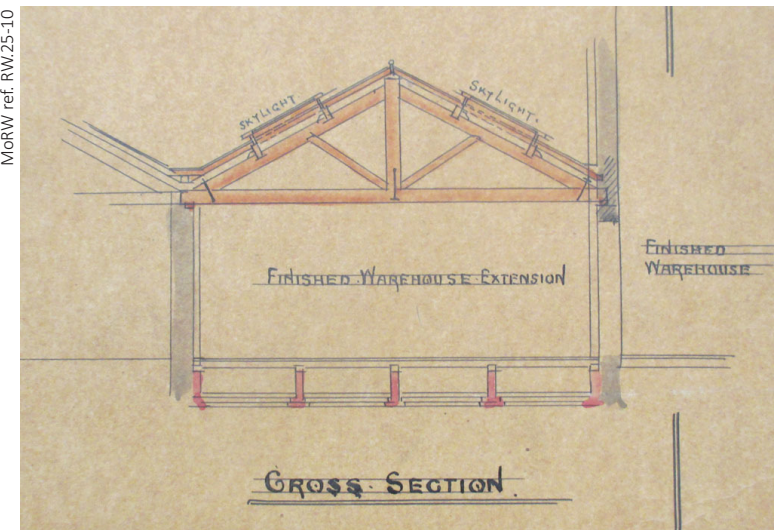 MoRW ref. RW.25-10
SKYLIGHT
SKYLIGHT.
FINISHED WAREHOUSE EXTENSION
FINISHED
WAREHOUSE
CROSS SECTION.